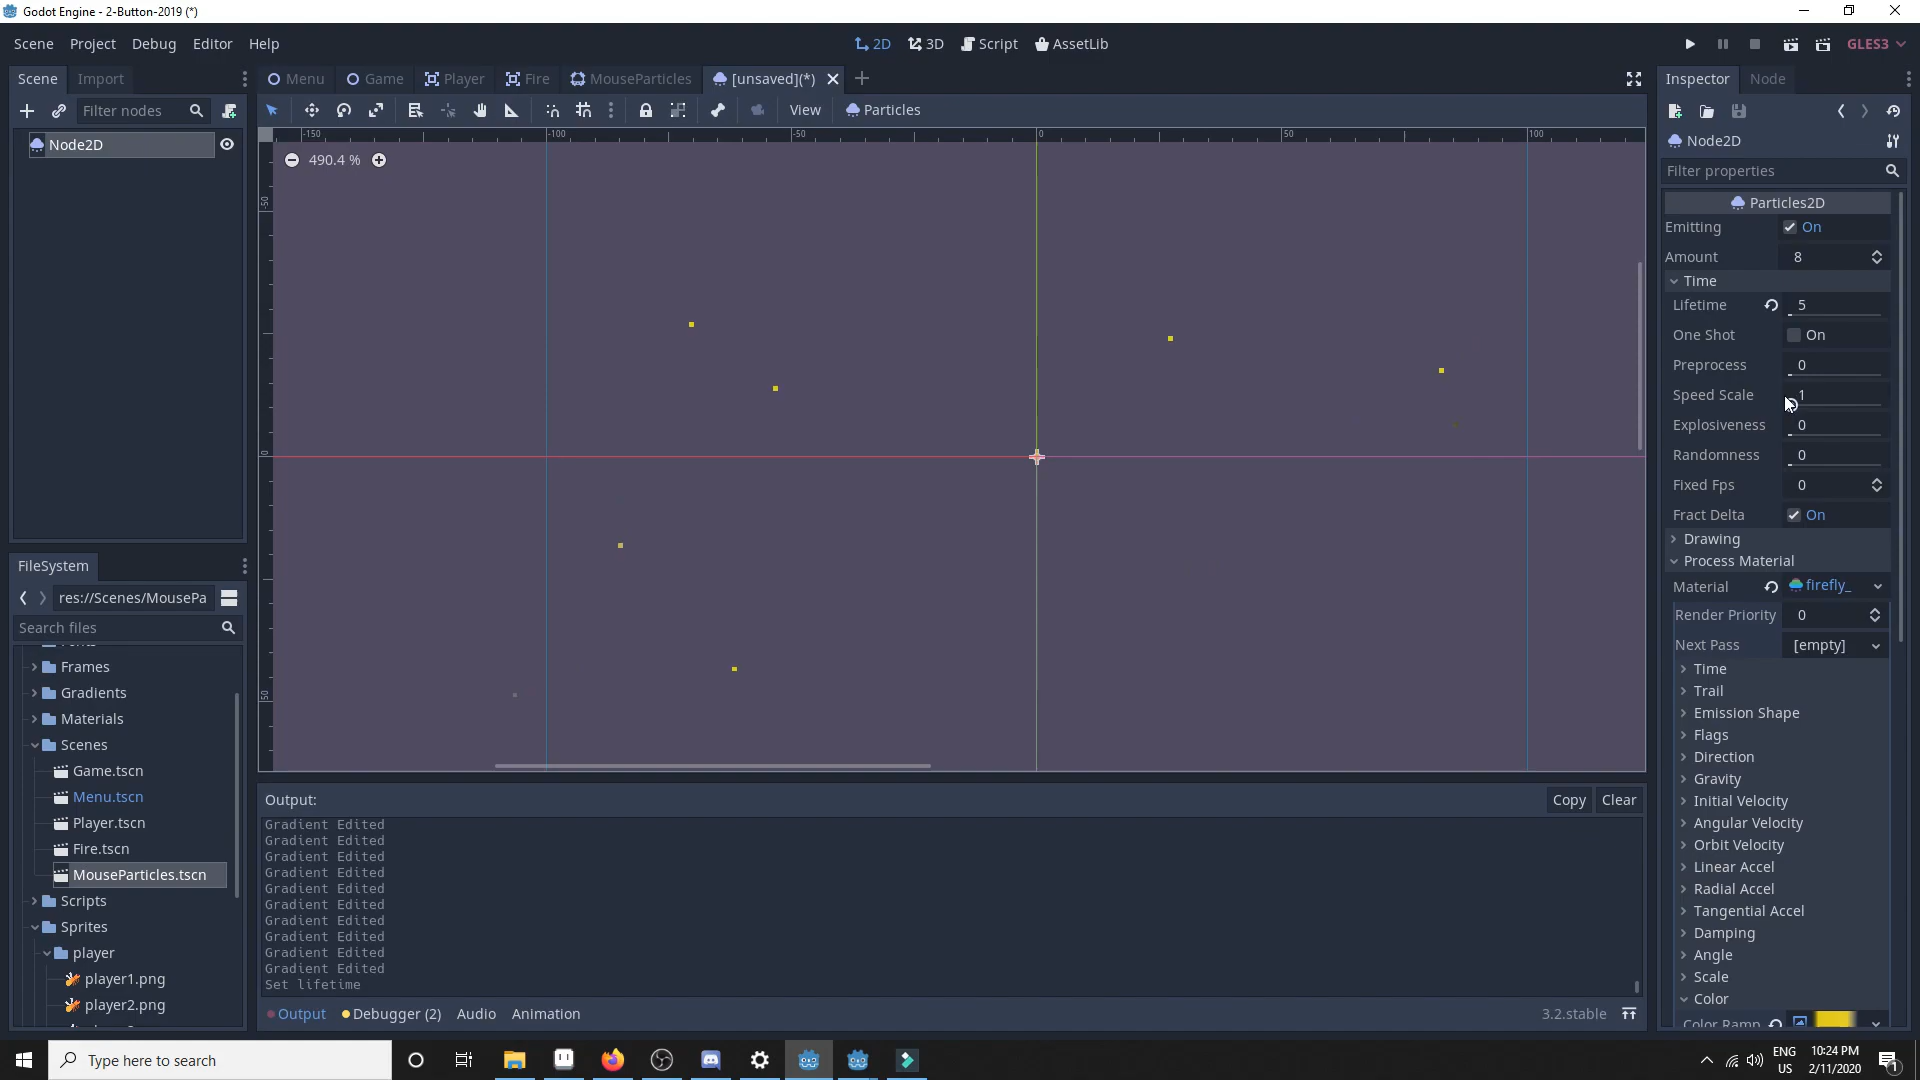 Godot Engine - 2-Button-2019 (*)
Scene Project Debug Editor Help
2D 3D Script AssetLib
GLES3
Scene Import
Menu Game Player Fire MouseParticles [unsaved](*)
Inspector Node
Filter nodes
View Particles
Node2D
490.4 %
-150 -100 -50 0 50 100
-50
0
50
Node2D
Filter properties
Particles2D
Emitting On
Amount 8
Time
Lifetime 5
One Shot On
Preprocess 0
Speed Scale 1
Explosiveness 0
Randomness 0
Fixed Fps 0
Fract Delta On
Drawing
Process Material
Material firefly_
Render Priority 0
Next Pass [empty]
Time
Trail
Emission Shape
Flags
Direction
Gravity
Initial Velocity
Angular Velocity
Orbit Velocity
Linear Accel
Radial Accel
Tangential Accel
Damping
Angle
Scale
Color
Color Ramp
FileSystem
res://Scenes/MousePa
Search files
Frames
Gradients
Materials
Scenes
Game.tscn
Menu.tscn
Player.tscn
Fire.tscn
MouseParticles.tscn
Scripts
Sprites
player
player1.png
player2.png
Output:
Copy Clear
Gradient Edited
Gradient Edited
Gradient Edited
Gradient Edited
Gradient Edited
Gradient Edited
Gradient Edited
Gradient Edited
Gradient Edited
Gradient Edited
Set lifetime
Output Debugger (2) Audio Animation
3.2.stable
Type here to search
ENG
US
10:24 PM
2/11/2020
1